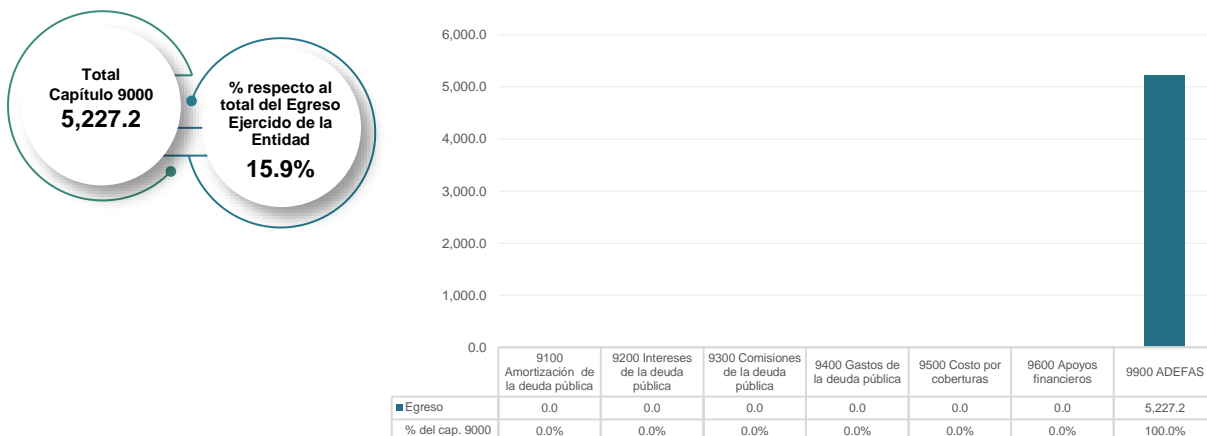 Total
Capítulo 9000
5,227.2
% respecto al
total del Egreso
Ejercido de la
Entidad
15.9%
6,000.0
5,000.0
4,000.0
3,000.0
2,000.0
1,000.0
0.0
9100
Amortización de
la deuda pública
9200 Intereses
de la deuda
pública
9300 Comisiones
de la deuda
pública
9400 Gastos de
la deuda pública
9500 Costo por
coberturas
9600 Apoyos
financieros
9900 ADEFAS
Egreso 0.0 0.0 0.0 0.0 0.0 0.0 5,227.2
% del cap. 9000 0.0% 0.0% 0.0% 0.0% 0.0% 0.0% 100.0%